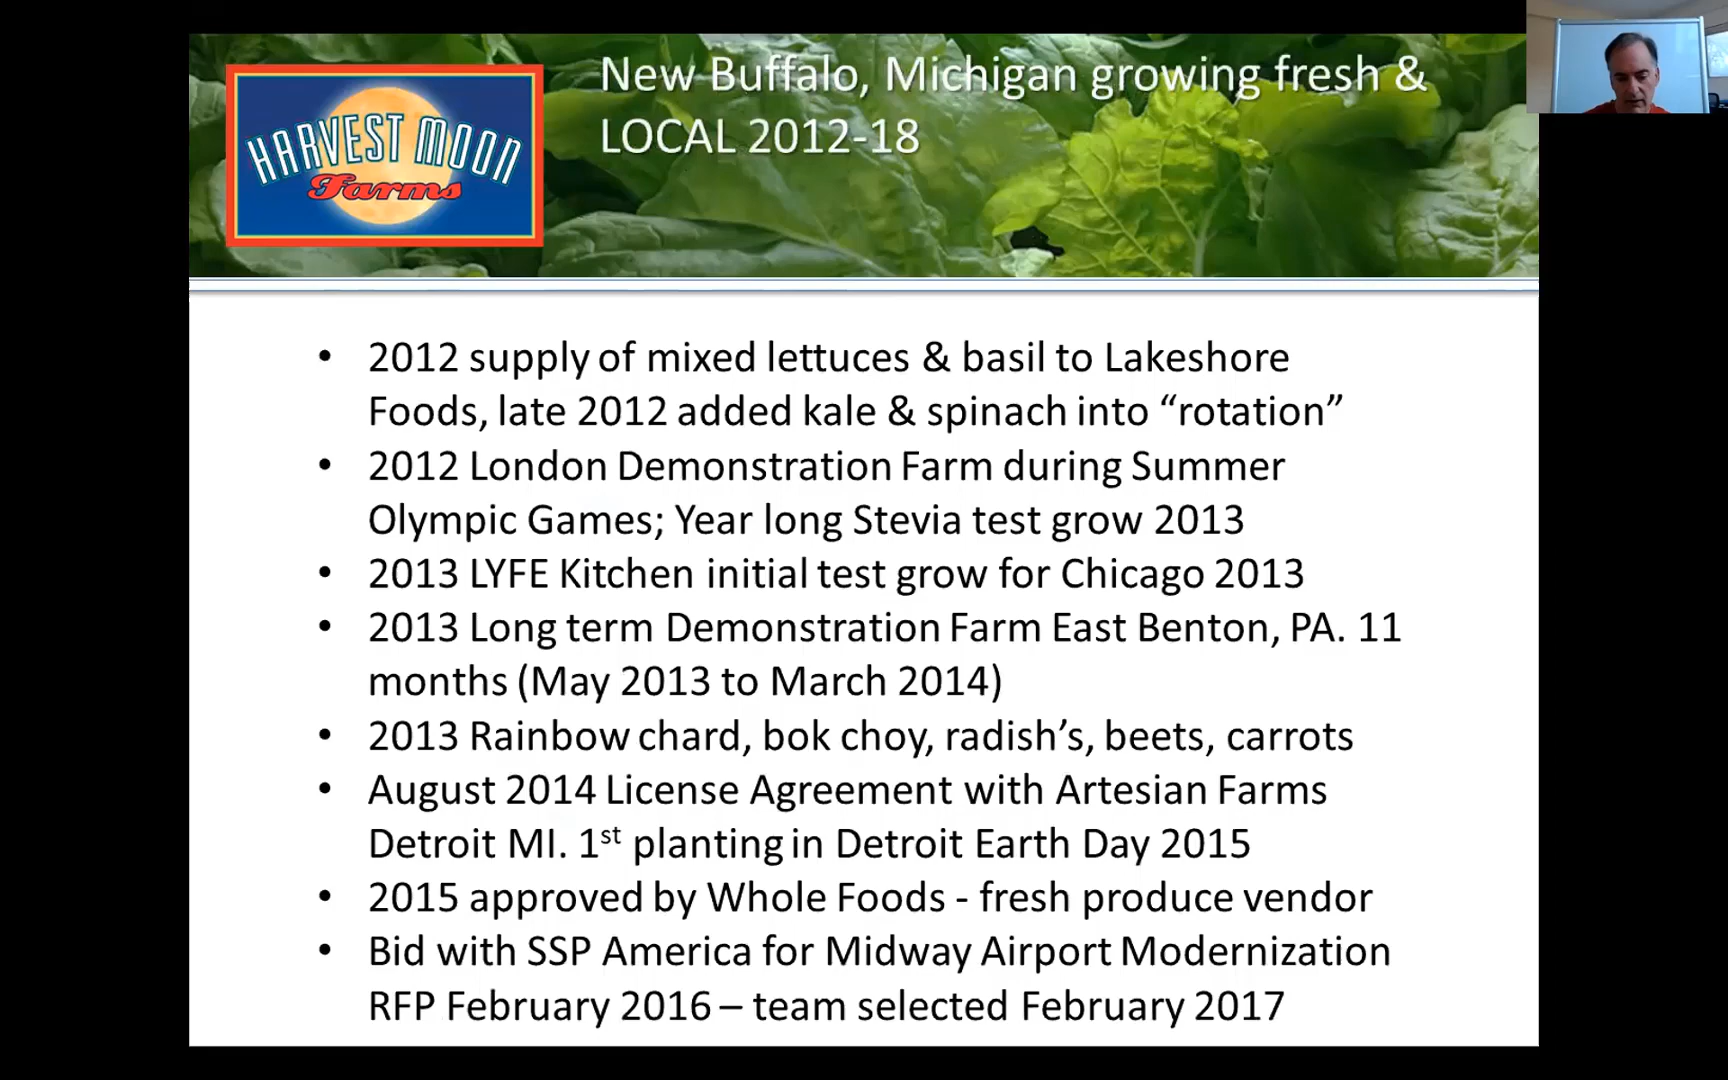 HARVEST MOON
Farms
New Buffalo, Michigan growing fresh &
LOCAL 2012-18
• 2012 supply of mixed lettuces & basil to Lakeshore
Foods, late 2012 added kale & spinach into “rotation”
• 2012 London Demonstration Farm during Summer
Olympic Games; Year long Stevia test grow 2013
• 2013 LYFE Kitchen initial test grow for Chicago 2013
• 2013 Long term Demonstration Farm East Benton, PA. 11
months (May 2013 to March 2014)
• 2013 Rainbow chard, bok choy, radish’s, beets, carrots
• August 2014 License Agreement with Artesian Farms
Detroit MI. 1st planting in Detroit Earth Day 2015
• 2015 approved by Whole Foods - fresh produce vendor
• Bid with SSP America for Midway Airport Modernization
RFP February 2016 – team selected February 2017